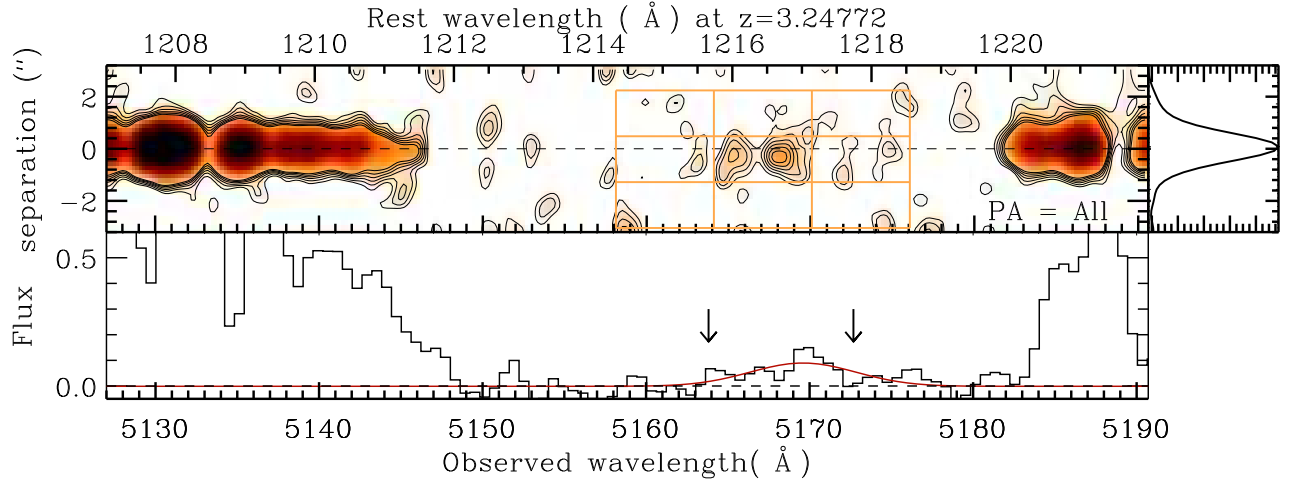 Rest wavelength ( Å ) at z=3.24772
1208 1210 1212 1214 1216 1218 1220
separation (")
2
0
−2
PA = All
Flux
0.5
0.0
5130 5140 5150 5160 5170 5180 5190
Observed wavelength( Å )